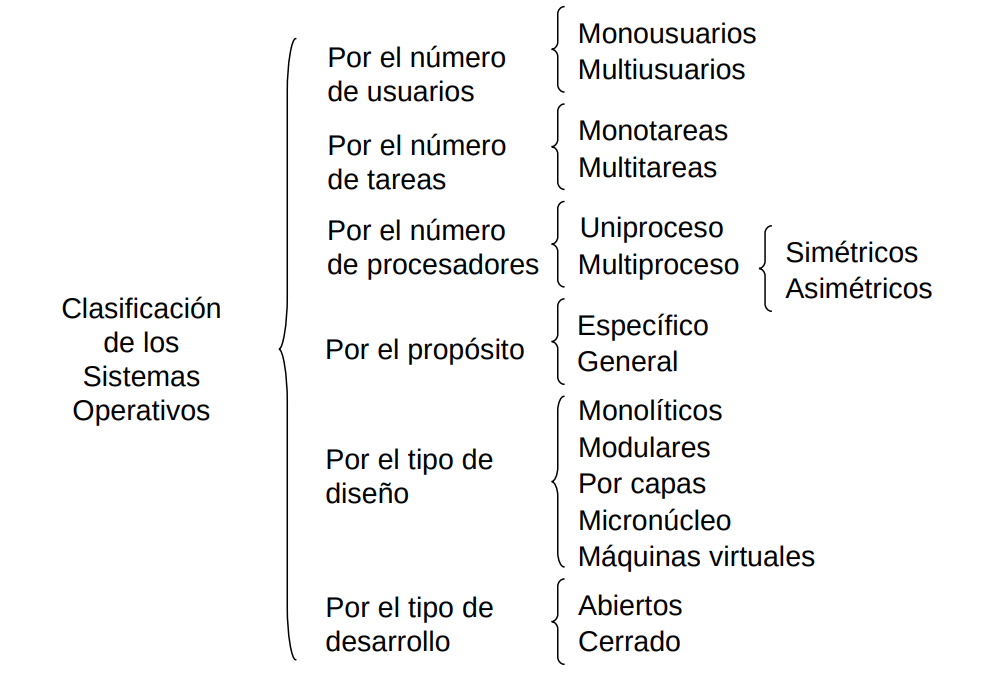 Clasificación
de los
Sistemas
Operativos
Por el número
de usuarios
Monousuarios
Multiusuarios
Por el número
de tareas
Monotareas
Multitareas
Por el número
de procesadores
Uniproceso
Multiproceso
Simétricos
Asimétricos
Por el propósito
Específico
General
Por el tipo de
diseño
Monolíticos
Modulares
Por capas
Micronúcleo
Máquinas virtuales
Por el tipo de
desarrollo
Abiertos
Cerrado